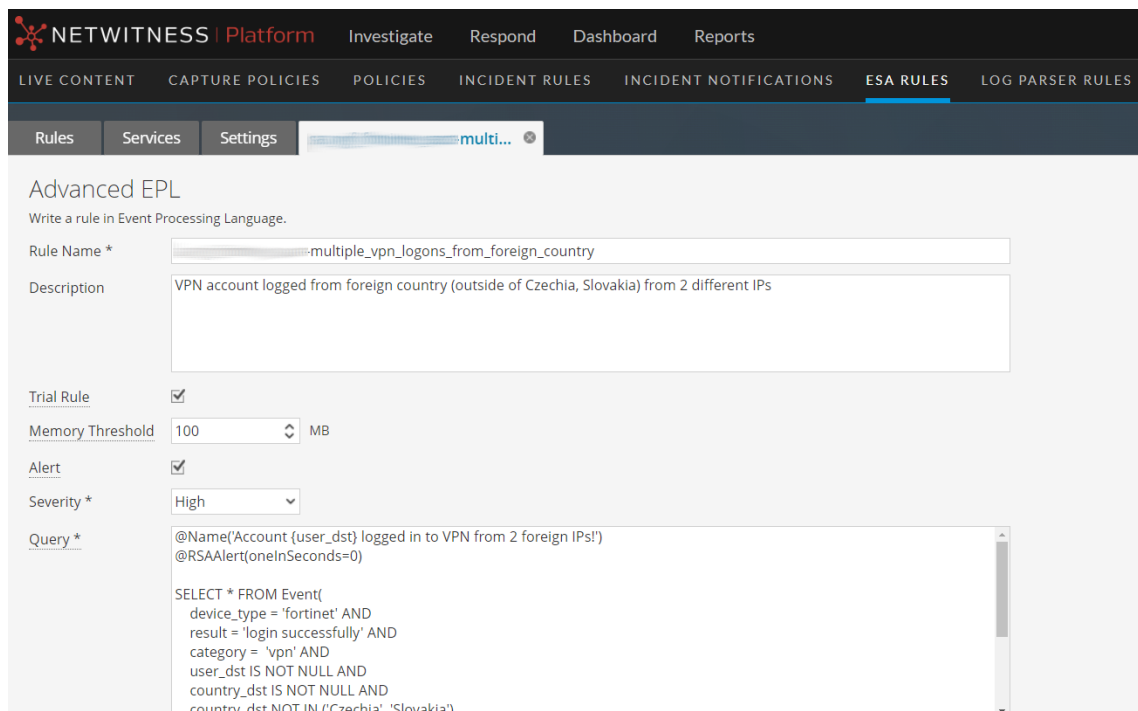 NETWITNESS | Platform Investigate Respond Dashboard Reports
LIVE CONTENT CAPTURE POLICIES POLICIES INCIDENT RULES INCIDENT NOTIFICATIONS ESA RULES LOG PARSER RULES
Rules Services Settings multi...
Advanced EPL
Write a rule in Event Processing Language.
Rule Name * -multiple_vpn_logons_from_foreign_country
Description VPN account logged from foreign country (outside of Czechia, Slovakia) from 2 different IPs
Trial Rule
Memory Threshold 100 MB
Alert
Severity * High
Query * @Name('Account {user_dst} logged in to VPN from 2 foreign IPs!')
@RSAAlert(oneInSeconds=0)
SELECT * FROM Event(
device_type = 'fortinet' AND
result = 'login successfully' AND
category = 'vpn' AND
user_dst IS NOT NULL AND
country_dst IS NOT NULL AND
country_dst NOT IN ('Czechia', 'Slovakia')